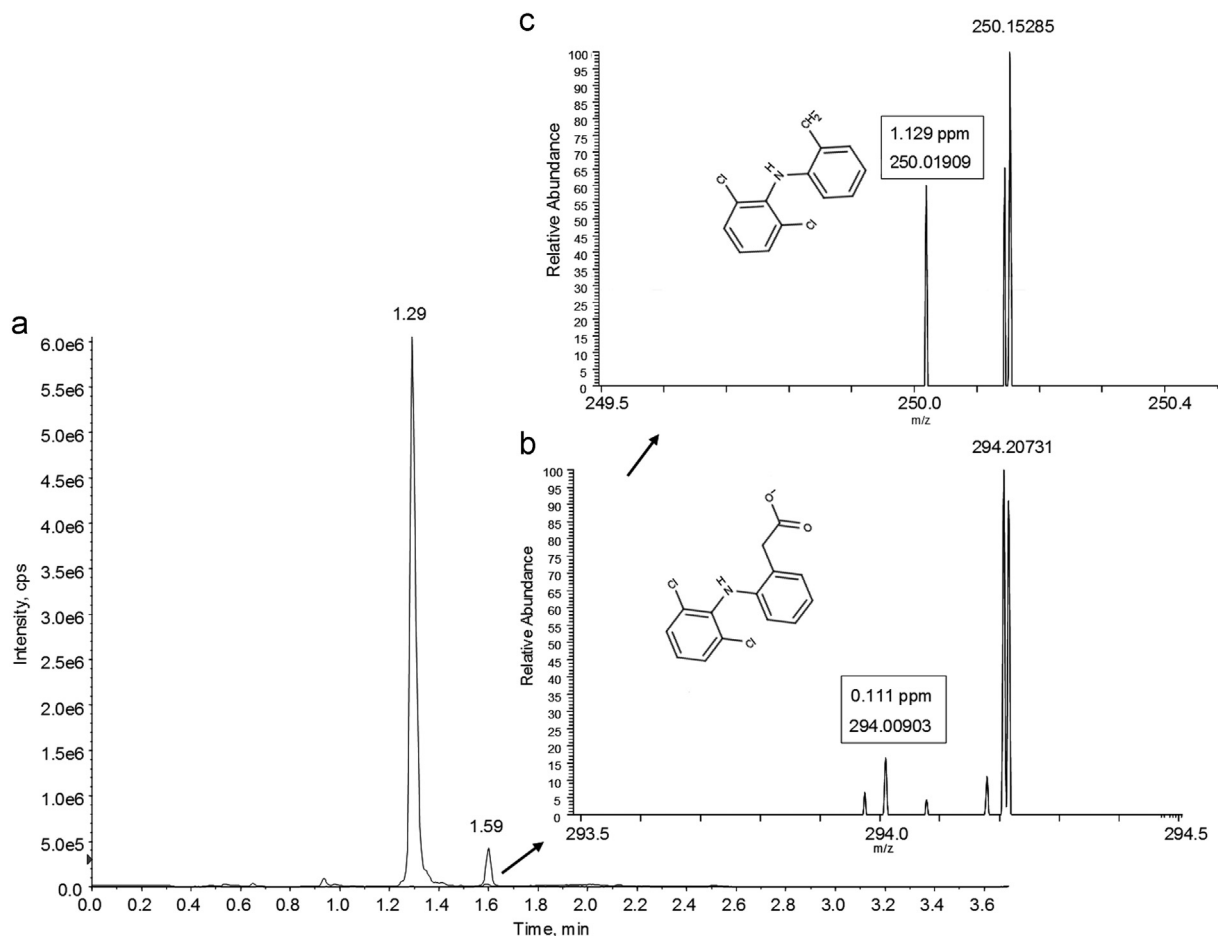 c
250.15285
Relative Abundance
100
95
90
85
80
75
70
65
60
55
50
45
40
35
30
25
20
15
10
5
0
CH2-
H
N
Cl
Cl
1.129 ppm
250.01909
249.5
250.0
250.4
m/z
a
1.29
1.59
Intensity, cps
6.0e6
5.5e6
5.0e6
4.5e6
4.0e6
3.5e6
3.0e6
2.5e6
2.0e6
1.5e6
1.0e6
5.0e5
0.0
0.0 0.2 0.4 0.6 0.8 1.0 1.2 1.4 1.6 1.8 2.0 2.2 2.4 2.6 2.8 3.0 3.2 3.4 3.6
Time, min
b
294.20731
Relative Abundance
100
95
90
85
80
75
70
65
60
55
50
45
40
35
30
25
20
15
10
5
0
O-
O
H
N
Cl
Cl
0.111 ppm
294.00903
293.5
294.0
294.5
m/z